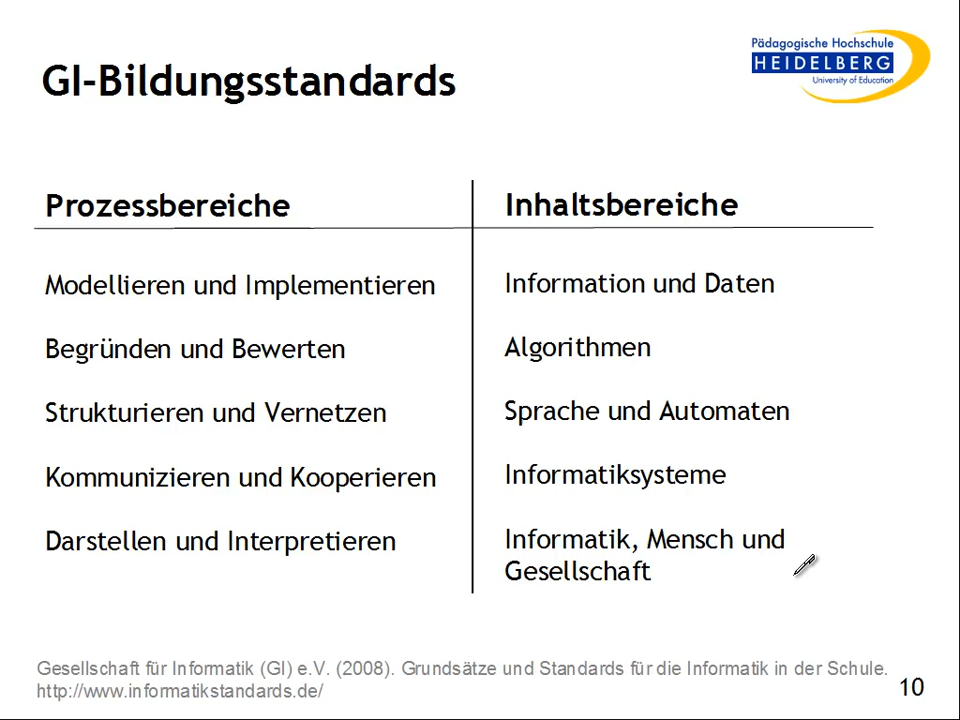 GI-Bildungsstandards
Pädagogische Hochschule
HEIDELBERG
University of Education
Prozessbereiche
Modellieren und Implementieren
Begründen und Bewerten
Strukturieren und Vernetzen
Kommunizieren und Kooperieren
Darstellen und Interpretieren
Inhaltsbereiche
Information und Daten
Algorithmen
Sprache und Automaten
Informatiksysteme
Informatik, Mensch und
Gesellschaft
Gesellschaft für Informatik (GI) e.V. (2008). Grundsätze und Standards für die Informatik in der Schule.
http://www.informatikstandards.de/
10